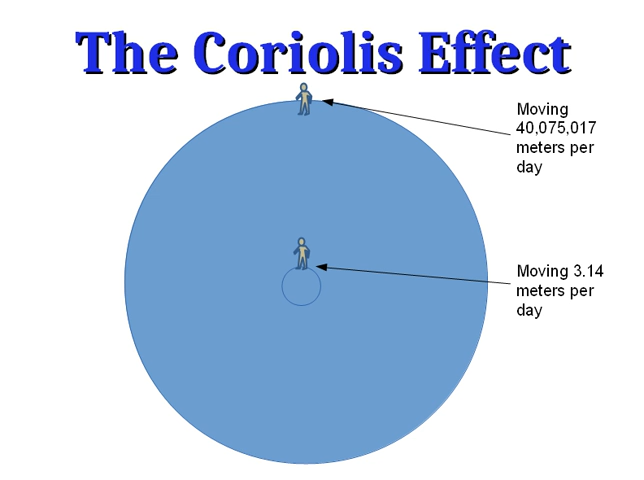 The Coriolis Effect
Moving
40,075,017
meters per
day
Moving 3.14
meters per
day